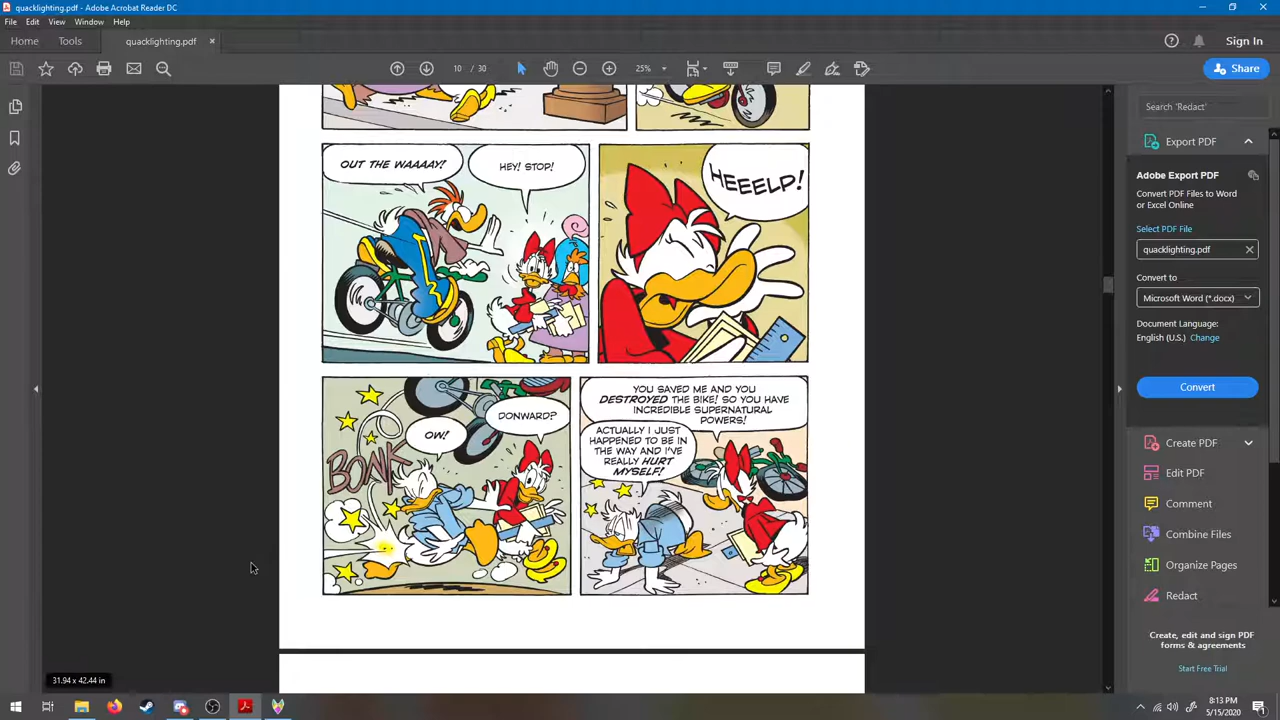 quacklighting.pdf - Adobe Acrobat Reader DC
File Edit View Window Help
Home Tools quacklighting.pdf Sign In
10 / 30 25% Share
Search 'Redact'
Export PDF
Adobe Export PDF
Convert PDF Files to Word
or Excel Online
Select PDF File
quacklighting.pdf
Convert to
Microsoft Word (*.docx)
Document Language:
English (U.S.) Change
Convert
Create PDF
Edit PDF
Comment
Combine Files
Organize Pages
Redact
Create, edit and sign PDF
forms & agreements
Start Free Trial
OUT THE WAAAAY!
HEY! STOP!
HEEELP!
BONK
OW!
DONWARD?
YOU SAVED ME AND YOU
DESTROYED THE BIKE! SO YOU HAVE
INCREDIBLE SUPERNATURAL
POWERS!
ACTUALLY I JUST
HAPPENED TO BE IN
THE WAY AND I'VE
REALLY HURT
MYSELF!
31.94 x 42.44 in
8:13 PM
5/15/2020